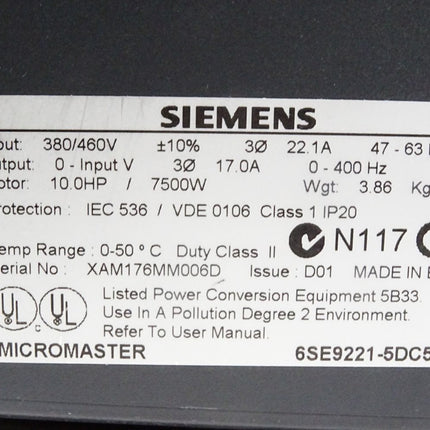 SIEMENS
put: 380/460V ±10% 3Ø 22.1A 47 - 63 H
utput: 0 - Input V 3Ø 17.0A 0 - 400 Hz
otor: 10.0HP / 7500W Wgt: 3.86 Kg
rotection : IEC 536 / VDE 0106 Class 1 IP20
emp Range : 0-50 º C Duty Class II
N117
erial No : XAM176MM006D Issue : D01 MADE IN E
UL UL
c
Listed Power Conversion Equipment 5B33.
Use In A Pollution Degree 2 Environment.
Refer To User Manual.
MICROMASTER 6SE9221-5DC5